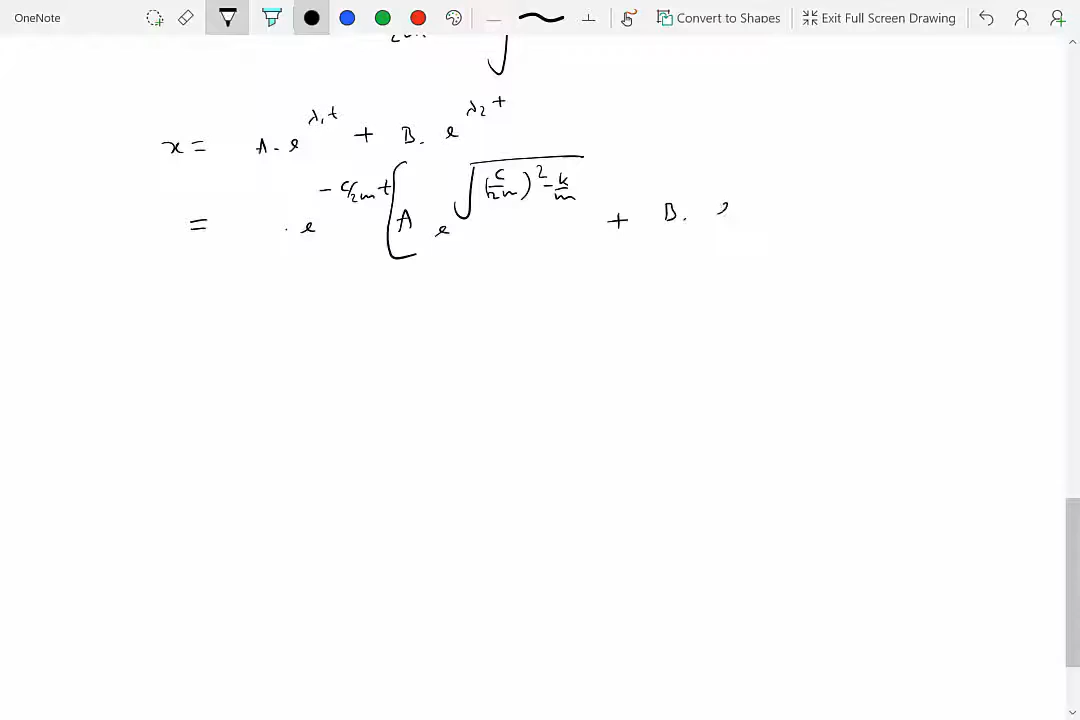 OneNote Convert to Shapes Exit Full Screen Drawing
x = A. e^λ₁t + B. e^λ₂t
= . e^-c/2m t [ A e^√(c/2m)² - k/m + B.